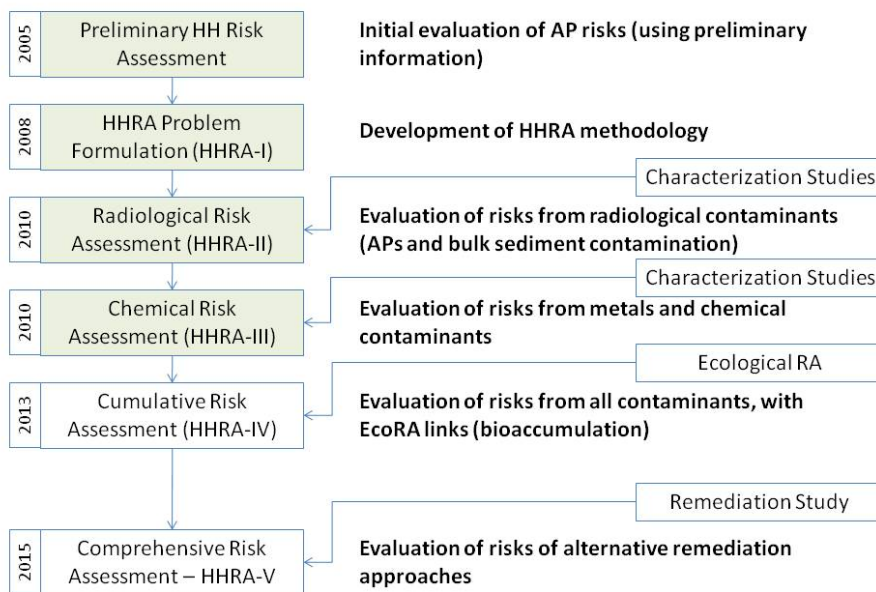 2005
Preliminary HH Risk
Assessment
Initial evaluation of AP risks (using preliminary
information)
2008
HHRA Problem
Formulation (HHRA-I)
Development of HHRA methodology
Characterization Studies
2010
Radiological Risk
Assessment (HHRA-II)
Evaluation of risks from radiological contaminants
(APs and bulk sediment contamination)
Characterization Studies
2010
Chemical Risk
Assessment (HHRA-III)
Evaluation of risks from metals and chemical
contaminants
Ecological RA
2013
Cumulative Risk
Assessment (HHRA-IV)
Evaluation of risks from all contaminants, with
EcoRA links (bioaccumulation)
Remediation Study
2015
Comprehensive Risk
Assessment – HHRA-V
Evaluation of risks of alternative remediation
approaches